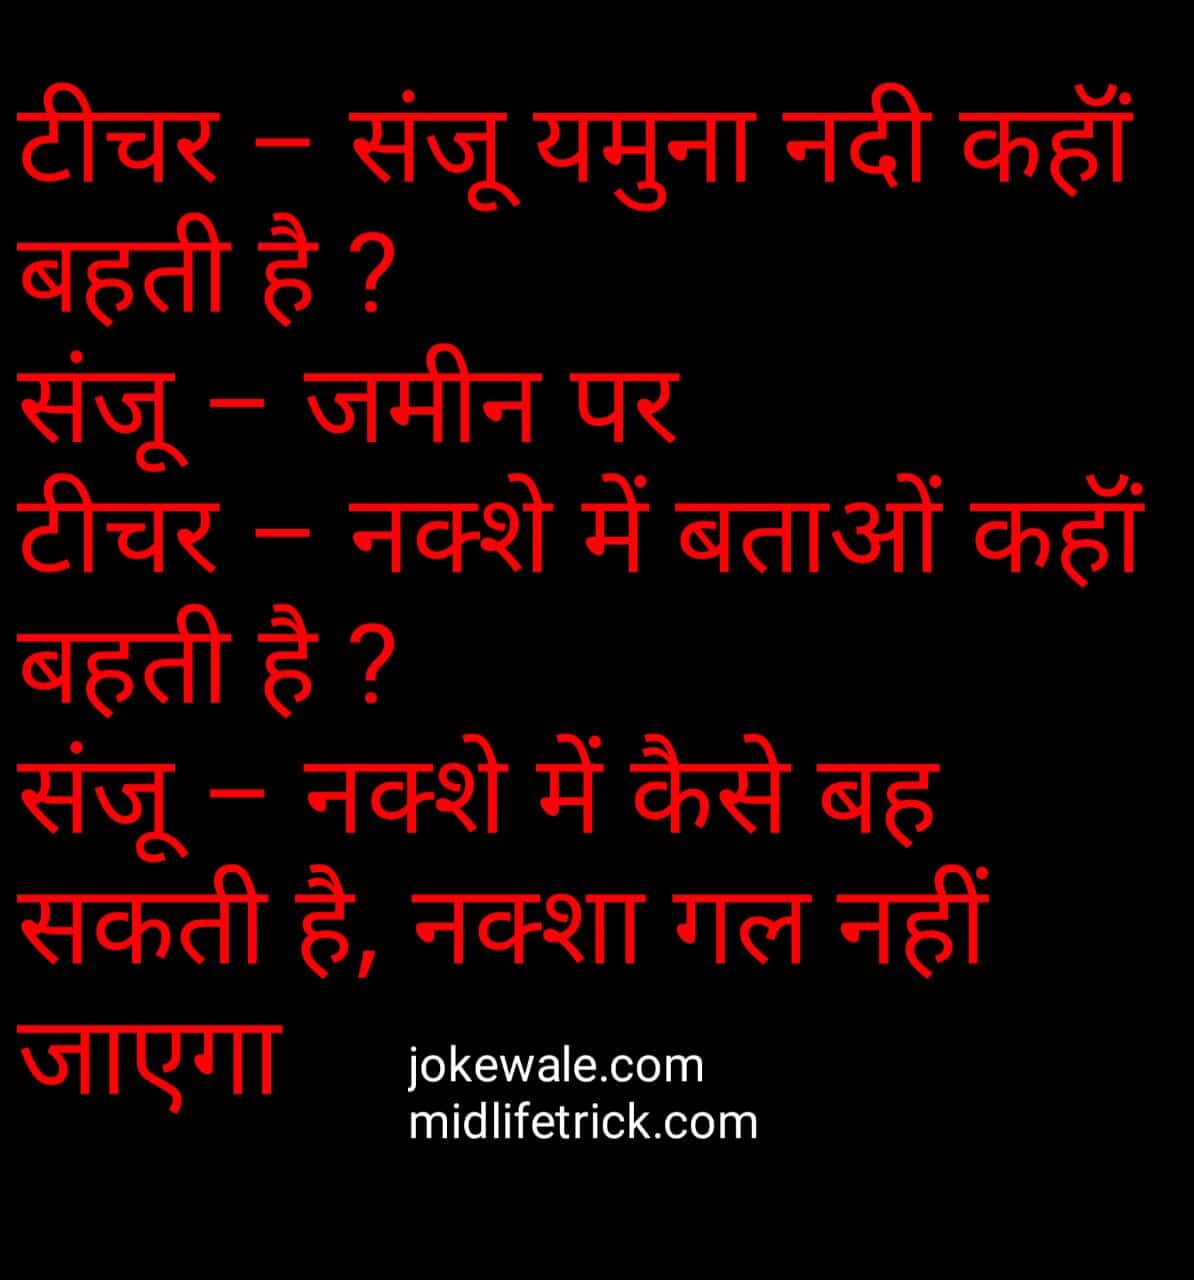 टीचर – संजू यमुना नदी कहाॅं
बहती है ?
संजू – जमीन पर
टीचर – नक्शे में बताओं कहाॅं
बहती है ?
संजू – नक्शे में कैसे बह
सकती है, नक्शा गल नहीं
जाएगा
jokewale.com
midlifetrick.com